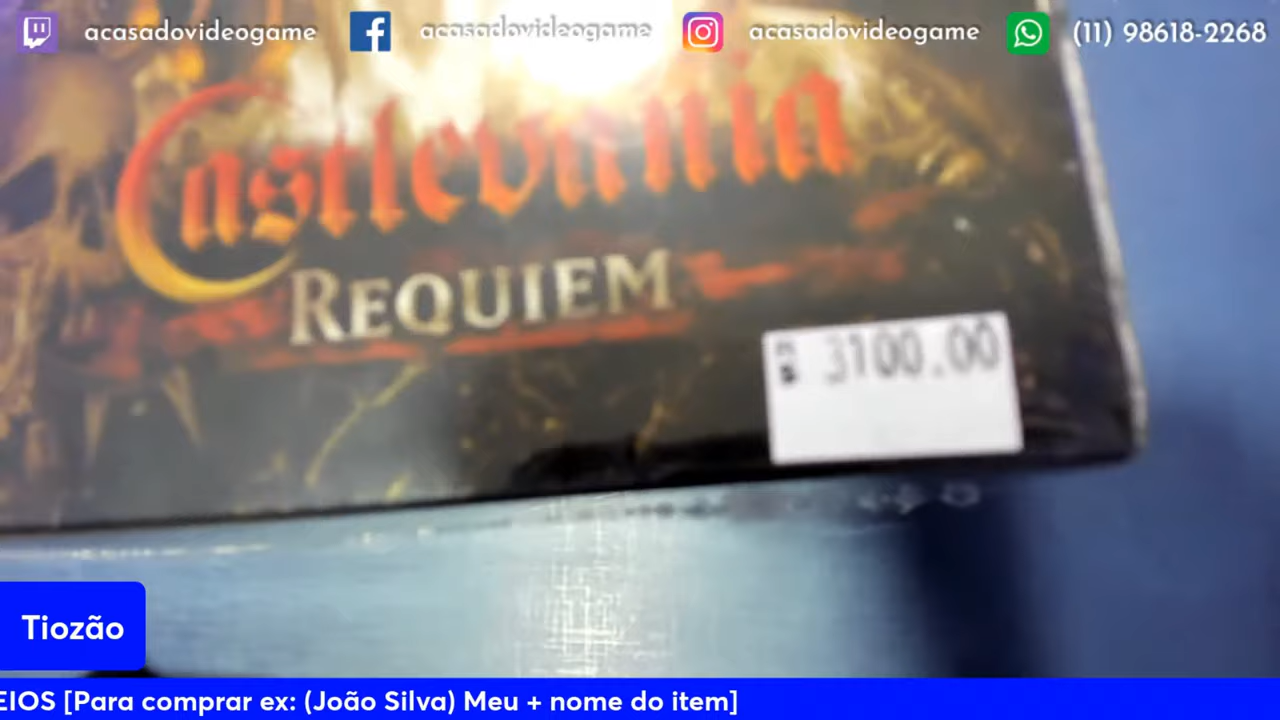 acasadovideogame acasadovideogame acasadovideogame (11) 98618-2268
Castlevania
REQUIEM
3100.00
Tiozão
EIOS [Para comprar ex: (João Silva) Meu + nome do item]